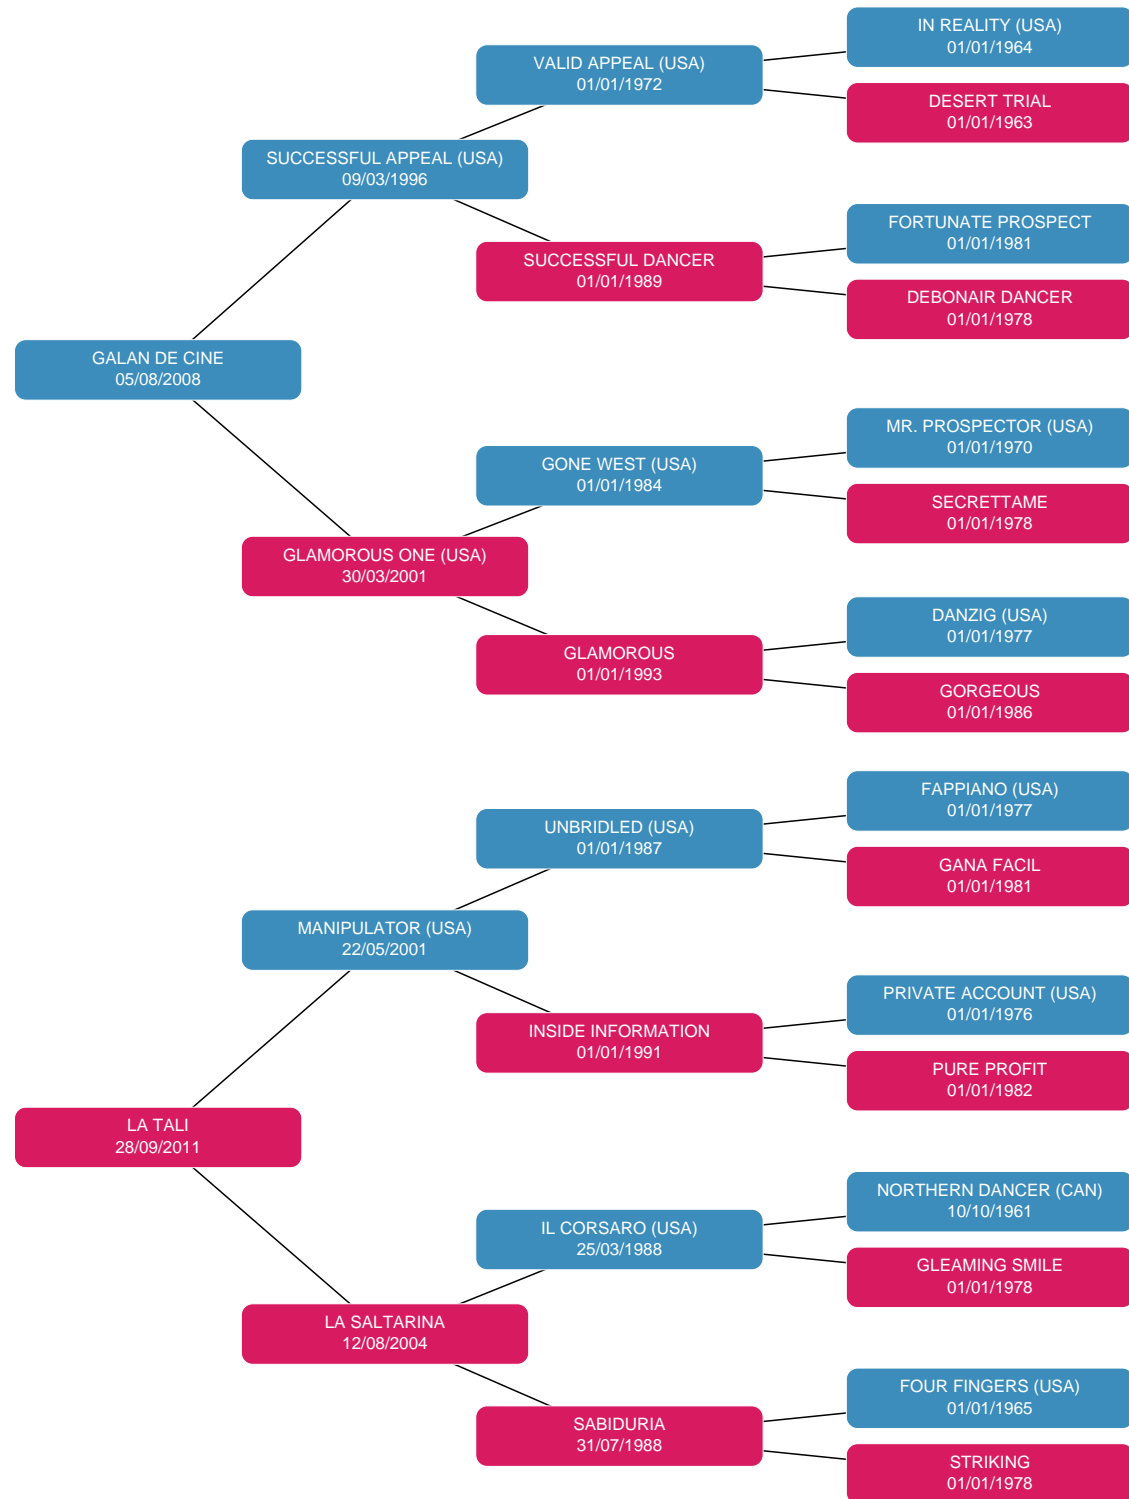 IN REALITY (USA)
01/01/1964
VALID APPEAL (USA)
01/01/1972
DESERT TRIAL
01/01/1963
SUCCESSFUL APPEAL (USA)
09/03/1996
FORTUNATE PROSPECT
01/01/1981
SUCCESSFUL DANCER
01/01/1989
DEBONAIR DANCER
01/01/1978
GALAN DE CINE
05/08/2008
MR. PROSPECTOR (USA)
01/01/1970
GONE WEST (USA)
01/01/1984
SECRETTAME
01/01/1978
GLAMOROUS ONE (USA)
30/03/2001
DANZIG (USA)
01/01/1977
GLAMOROUS
01/01/1993
GORGEOUS
01/01/1986
FAPPIANO (USA)
01/01/1977
UNBRIDLED (USA)
01/01/1987
GANA FACIL
01/01/1981
MANIPULATOR (USA)
22/05/2001
PRIVATE ACCOUNT (USA)
01/01/1976
INSIDE INFORMATION
01/01/1991
PURE PROFIT
01/01/1982
LA TALI
28/09/2011
NORTHERN DANCER (CAN)
10/10/1961
IL CORSARO (USA)
25/03/1988
GLEAMING SMILE
01/01/1978
LA SALTARINA
12/08/2004
FOUR FINGERS (USA)
01/01/1965
SABIDURIA
31/07/1988
STRIKING
01/01/1978